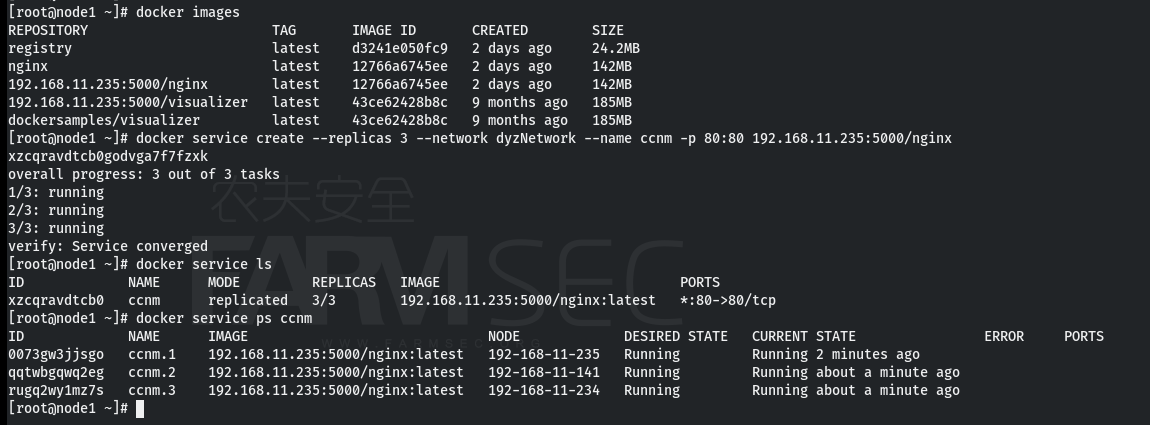 [root@node1 ~]# docker images
REPOSITORY                       TAG       IMAGE ID       CREATED        SIZE
registry                         latest    d3241e050fc9   2 days ago     24.2MB
nginx                            latest    12766a6745ee   2 days ago     142MB
192.168.11.235:5000/nginx        latest    12766a6745ee   2 days ago     142MB
192.168.11.235:5000/visualizer   latest    43ce62428b8c   9 months ago   185MB
dockersamples/visualizer         latest    43ce62428b8c   9 months ago   185MB
[root@node1 ~]# docker service create --replicas 3 --network dyzNetwork --name ccnm -p 80:80 192.168.11.235:5000/nginx
xzcqravdtcb0godvga7f7fzxk
overall progress: 3 out of 3 tasks
1/3: running
2/3: running
3/3: running
verify: Service converged
[root@node1 ~]# docker service ls
ID             NAME      MODE         REPLICAS   IMAGE                              PORTS
xzcqravdtcb0   ccnm      replicated   3/3        192.168.11.235:5000/nginx:latest   *:80->80/tcp
[root@node1 ~]# docker service ps ccnm
ID             NAME      IMAGE                              NODE             DESIRED STATE   CURRENT STATE                ERROR     PORTS
0073gw3jjsgo   ccnm.1    192.168.11.235:5000/nginx:latest   192-168-11-235   Running         Running 2 minutes ago
qqtwbgqwq2eg   ccnm.2    192.168.11.235:5000/nginx:latest   192-168-11-141   Running         Running about a minute ago
rugq2wy1mz7s   ccnm.3    192.168.11.235:5000/nginx:latest   192-168-11-234   Running         Running about a minute ago
[root@node1 ~]#
农夫安全
FARMSEC